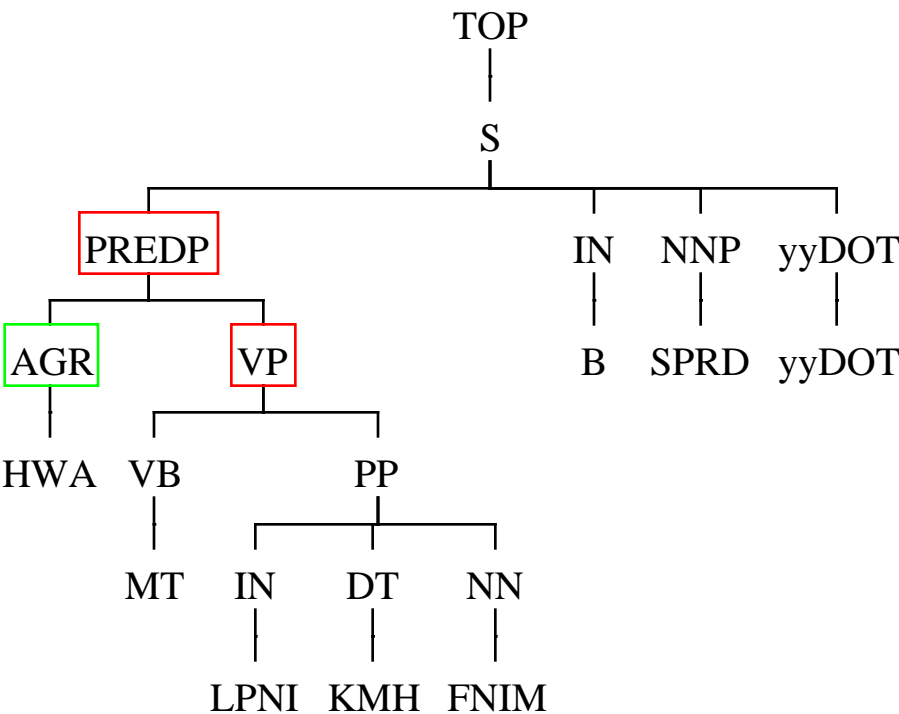 TOP
S
PREDP IN NNP yyDOT
AGR VP B SPRD yyDOT
HWA VB PP
MT IN DT NN
LPNI KMH FNIM